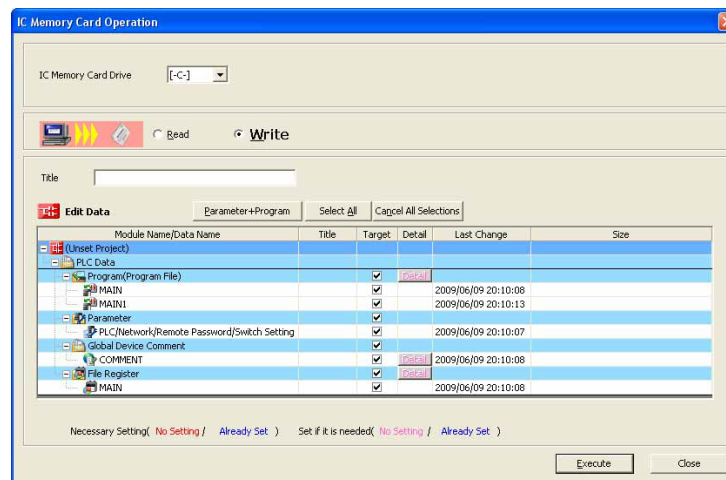 IC Memory Card Operation
IC Memory Card Drive [-C-]
Read Write
Title
Edit Data Parameter+Program Select All Cancel All Selections
Module Name/Data Name Title Target Detail Last Change Size
(Unset Project)
PLC Data
Program(Program File) Detail
MAIN 2009/06/09 20:10:08
MAIN1 2009/06/09 20:10:13
Parameter
PLC/Network/Remote Password/Switch Setting 2009/06/09 20:10:07
Global Device Comment
COMMENT Detail 2009/06/09 20:10:08
File Register Detail
MAIN 2009/06/09 20:10:08
Necessary Setting( No Setting / Already Set ) Set if it is needed( No Setting / Already Set )
Execute Close